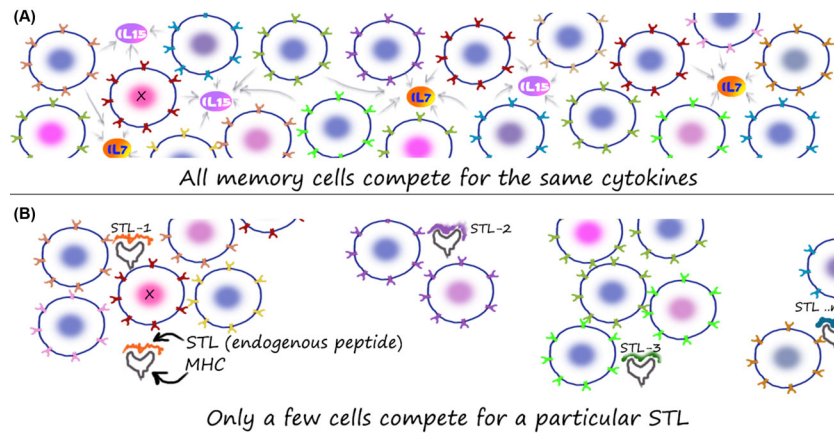 (A)
IL15
IL15
IL7
IL15
IL7
X
IL7
All memory cells compete for the same cytokines
(B)
STL-1
STL-2
X
STL (endogenous peptide)
MHC
STL-3
Only a few cells compete for a particular STL